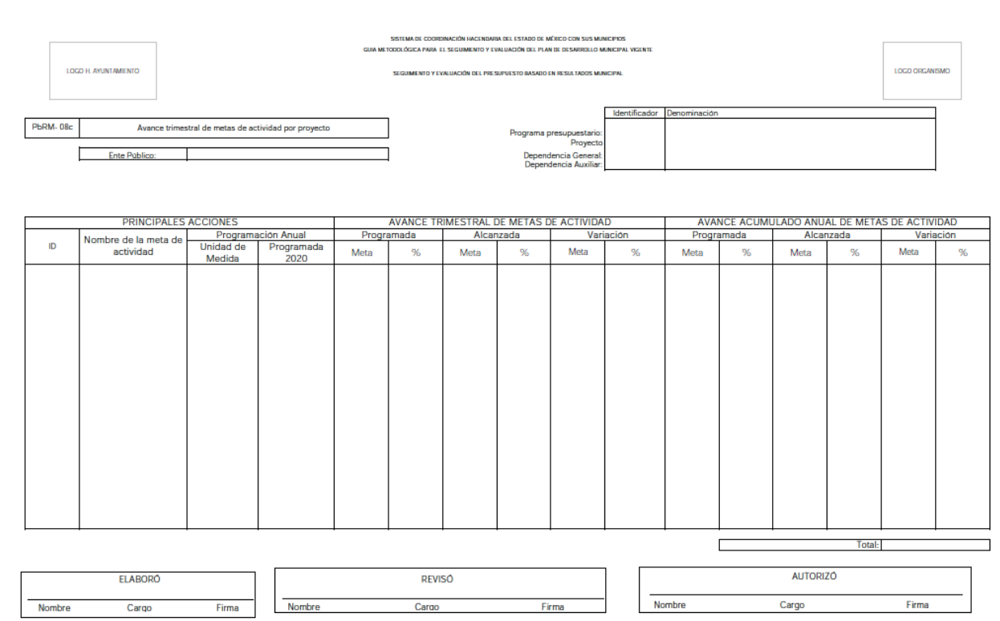 SISTEMA DE COORDINACIÓN HACENDARIA DEL ESTADO DE MÉXICO CON SUS MUNICIPIOS
GUIA METODOLÓGICA PARA EL SEGUIMIENTO Y EVALUACIÓN DEL PLAN DE DESARROLLO MUNICIPAL VIGENTE
LOGO H. AYUNTAMIENTO
SEGUIMIENTO Y EVALUACIÓN DEL PRESUPUESTO BASADO EN RESULTADOS MUNICIPAL
LOGO ORGANISMO
PbRM- 08c Avance trimestral de metas de actividad por proyecto
Ente Público:
Identificador Denominación
Programa presupuestario:
Proyecto
Dependencia General:
Dependencia Auxiliar:
PRINCIPALES ACCIONES AVANCE TRIMESTRAL DE METAS DE ACTIVIDAD AVANCE ACUMULADO ANUAL DE METAS DE ACTIVIDAD
ID Nombre de la meta de actividad Programación Anual Programada Alcanzada Variación Programada Alcanzada Variación
Unidad de Medida Programada 2020 Meta % Meta % Meta % Meta % Meta % Meta %
Total:
ELABORÓ
Nombre Cargo Firma
REVISÓ
Nombre Cargo Firma
AUTORIZÓ
Nombre Cargo Firma